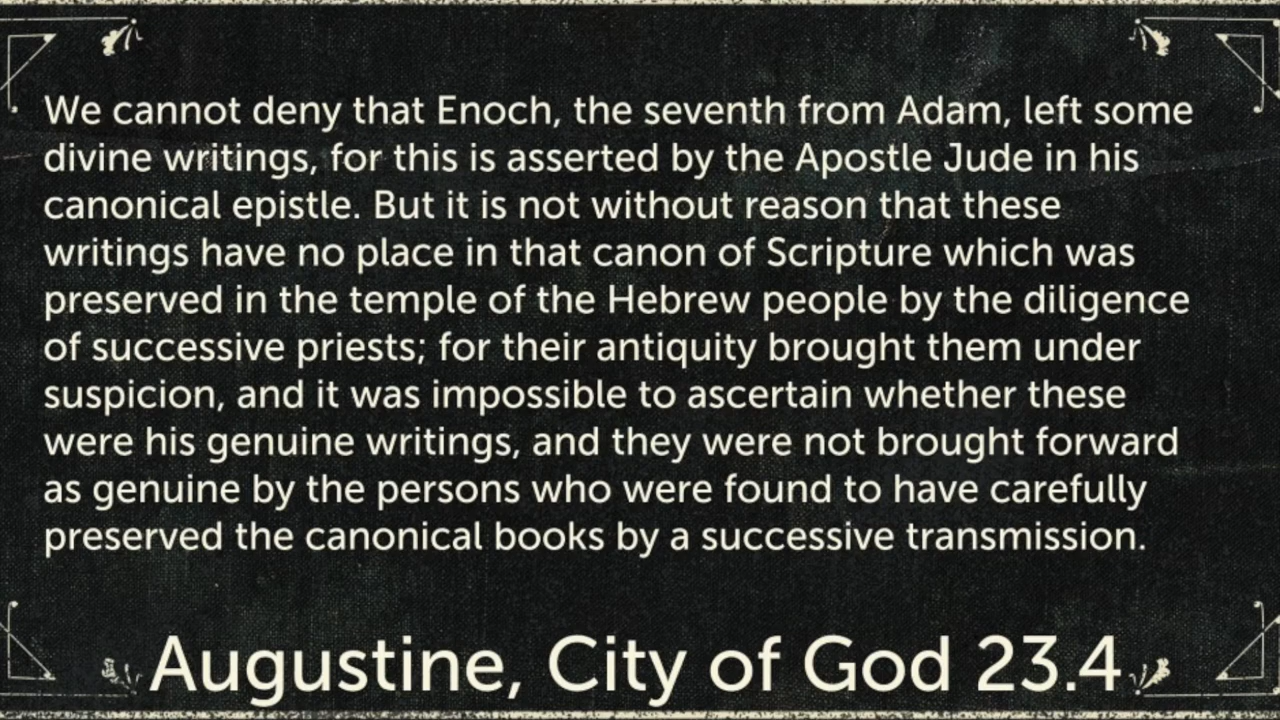 We cannot deny that Enoch, the seventh from Adam, left some
divine writings, for this is asserted by the Apostle Jude in his
canonical epistle. But it is not without reason that these
writings have no place in that canon of Scripture which was
preserved in the temple of the Hebrew people by the diligence
of successive priests; for their antiquity brought them under
suspicion, and it was impossible to ascertain whether these
were his genuine writings, and they were not brought forward
as genuine by the persons who were found to have carefully
preserved the canonical books by a successive transmission.
Augustine, City of God 23.4